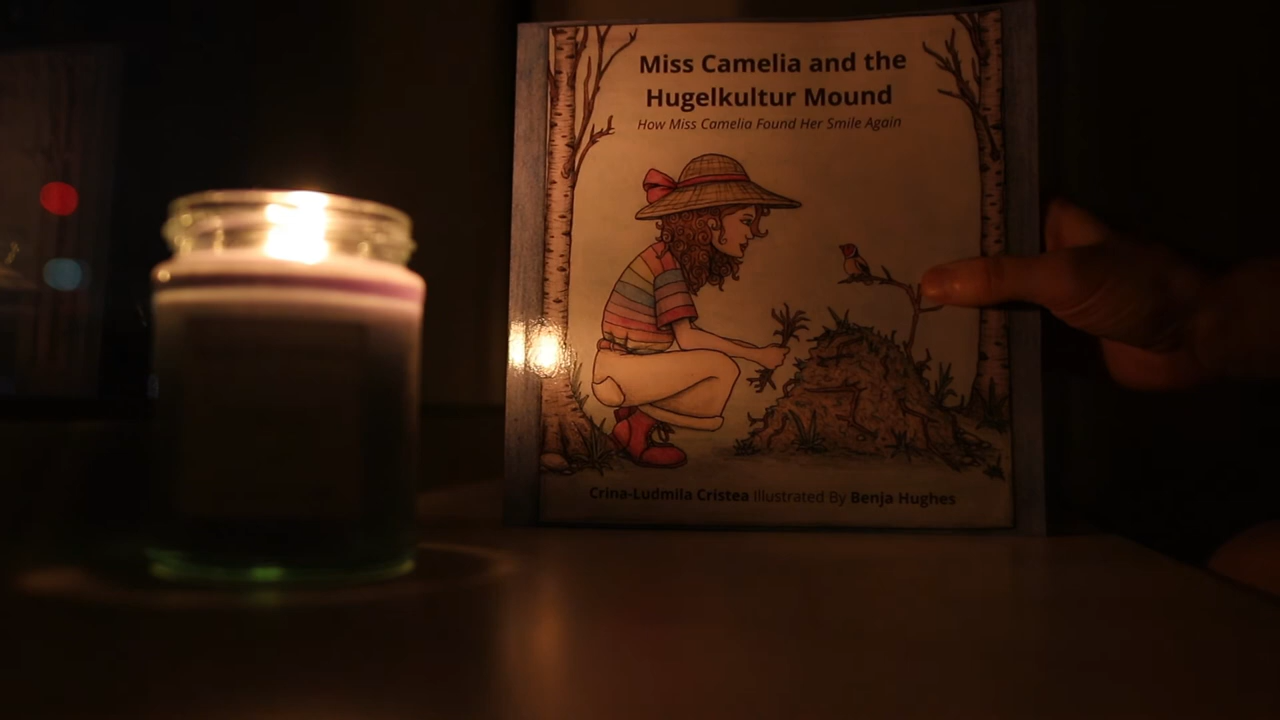 Miss Camelia and the
Hugelkultur Mound
How Miss Camelia Found Her Smile Again
Crina-Ludmila Cristea Illustrated By Benja Hughes